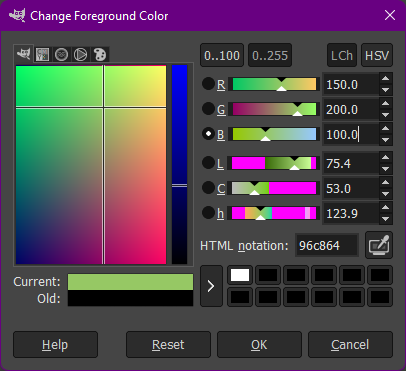 Change Foreground Color
0..100 0..255 LCh HSV
R 150.0
G 200.0
B 100.0
L 75.4
C 53.0
h 123.9
HTML notation: 96c864
Current:
Old:
Help Reset OK Cancel